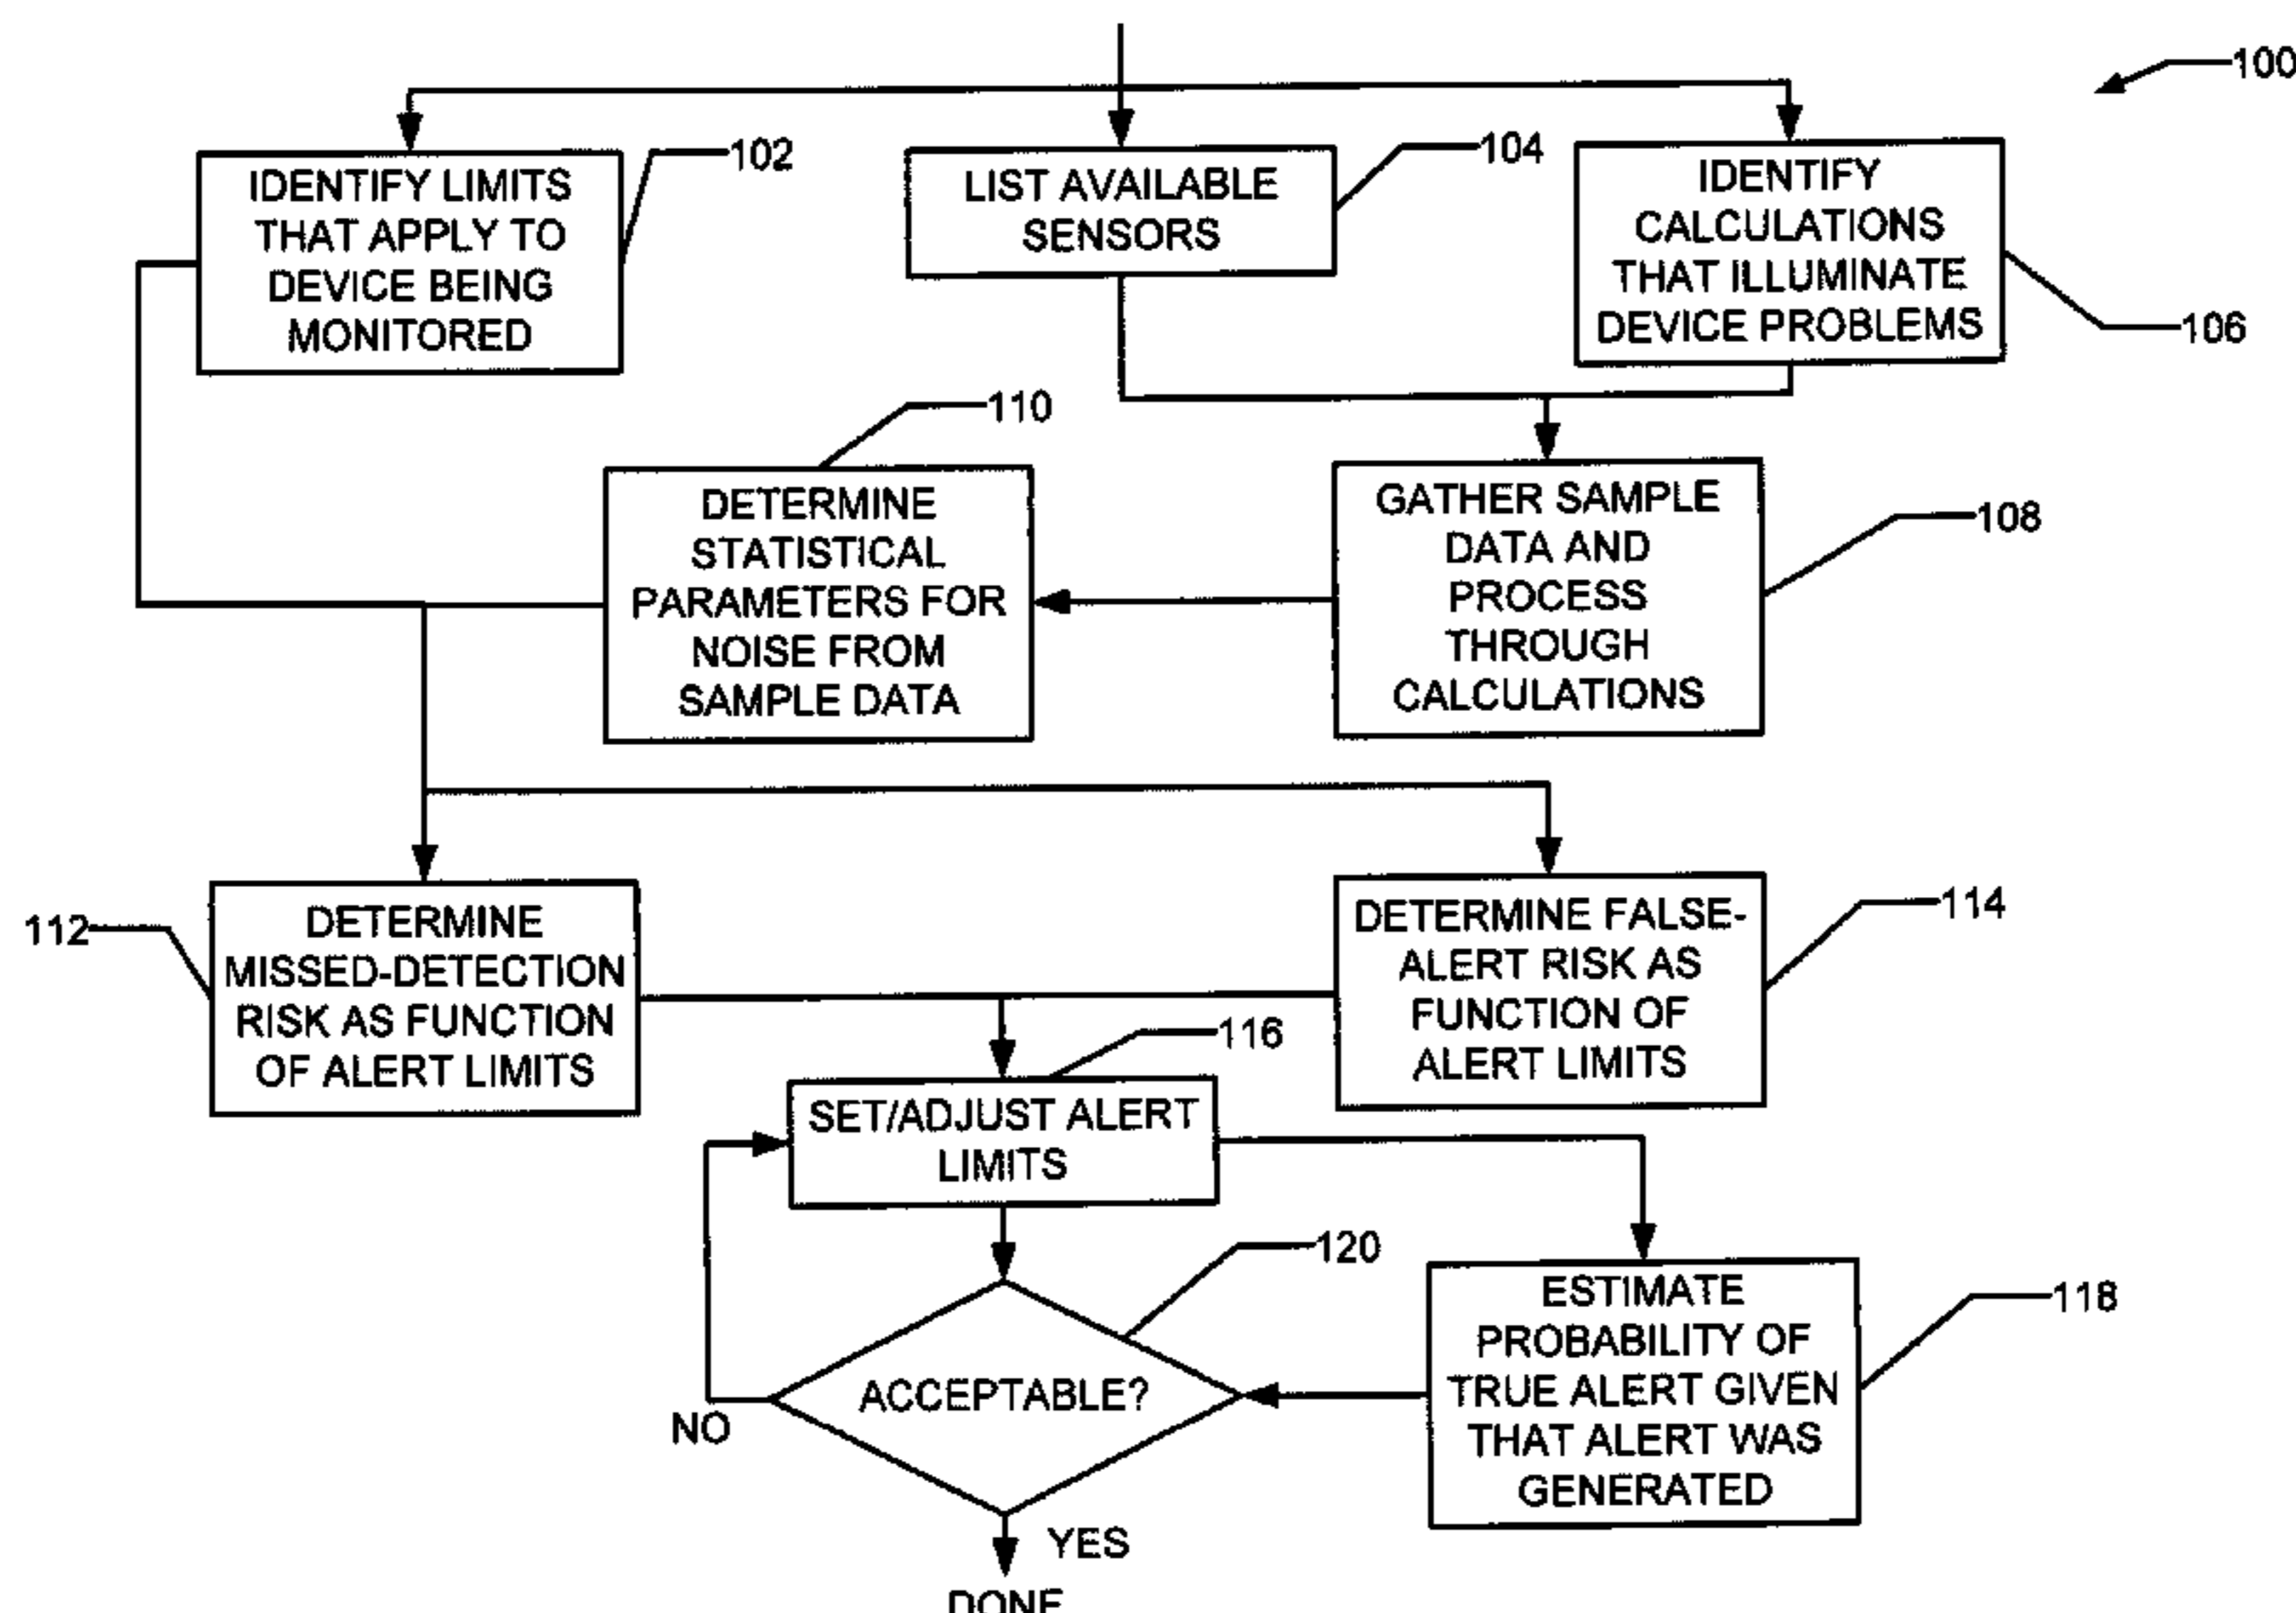 100
IDENTIFY LIMITS
THAT APPLY TO
DEVICE BEING
MONITORED
102
LIST AVAILABLE
SENSORS
104
IDENTIFY
CALCULATIONS
THAT ILLUMINATE
DEVICE PROBLEMS
106
110
DETERMINE
STATISTICAL
PARAMETERS FOR
NOISE FROM
SAMPLE DATA
GATHER SAMPLE
DATA AND
PROCESS
THROUGH
CALCULATIONS
108
112
DETERMINE
MISSED-DETECTION
RISK AS FUNCTION
OF ALERT LIMITS
DETERMINE FALSE-
ALERT RISK AS
FUNCTION OF
ALERT LIMITS
114
116
SET/ADJUST ALERT
LIMITS
120
ACCEPTABLE?
NO
ESTIMATE
PROBABILITY OF
TRUE ALERT GIVEN
THAT ALERT WAS
GENERATED
118
YES
DONE